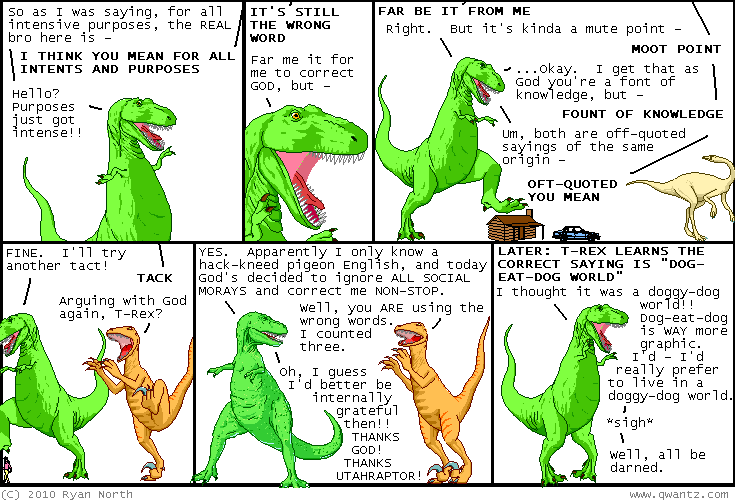 So as I was saying, for all
intensive purposes, the REAL
bro here is -
I THINK YOU MEAN FOR ALL
INTENTS AND PURPOSES
Hello?
Purposes
just got
intense!!
IT'S STILL
THE WRONG
WORD
Far me it for
me to correct
GOD, but -
FAR BE IT FROM ME
Right. But it's kinda a mute point -
MOOT POINT
...Okay. I get that as
God you're a font of
knowledge, but -
FOUNT OF KNOWLEDGE
Um, both are off-quoted
sayings of the same
origin -
OFT-QUOTED
YOU MEAN
FINE. I'll try
another tact!
TACK
Arguing with God
again, T-Rex?
YES. Apparently I only know a
hack-kneed pigeon English, and today
God's decided to ignore ALL SOCIAL
MORAYS and correct me NON-STOP.
Well, you ARE using the
wrong words.
I counted
three.
Oh, I guess
I'd better be
internally
grateful
then!!
THANKS
GOD!
THANKS
UTAHRAPTOR!
LATER: T-REX LEARNS THE
CORRECT SAYING IS "DOG-
EAT-DOG WORLD"
I thought it was a doggy-dog
world!!
Dog-eat-dog
is WAY more
graphic.
I'd - I'd
really prefer
to live in a
doggy-dog world.
*sigh*
Well, all be
darned.
(C) 2010 Ryan North
www.qwantz.com